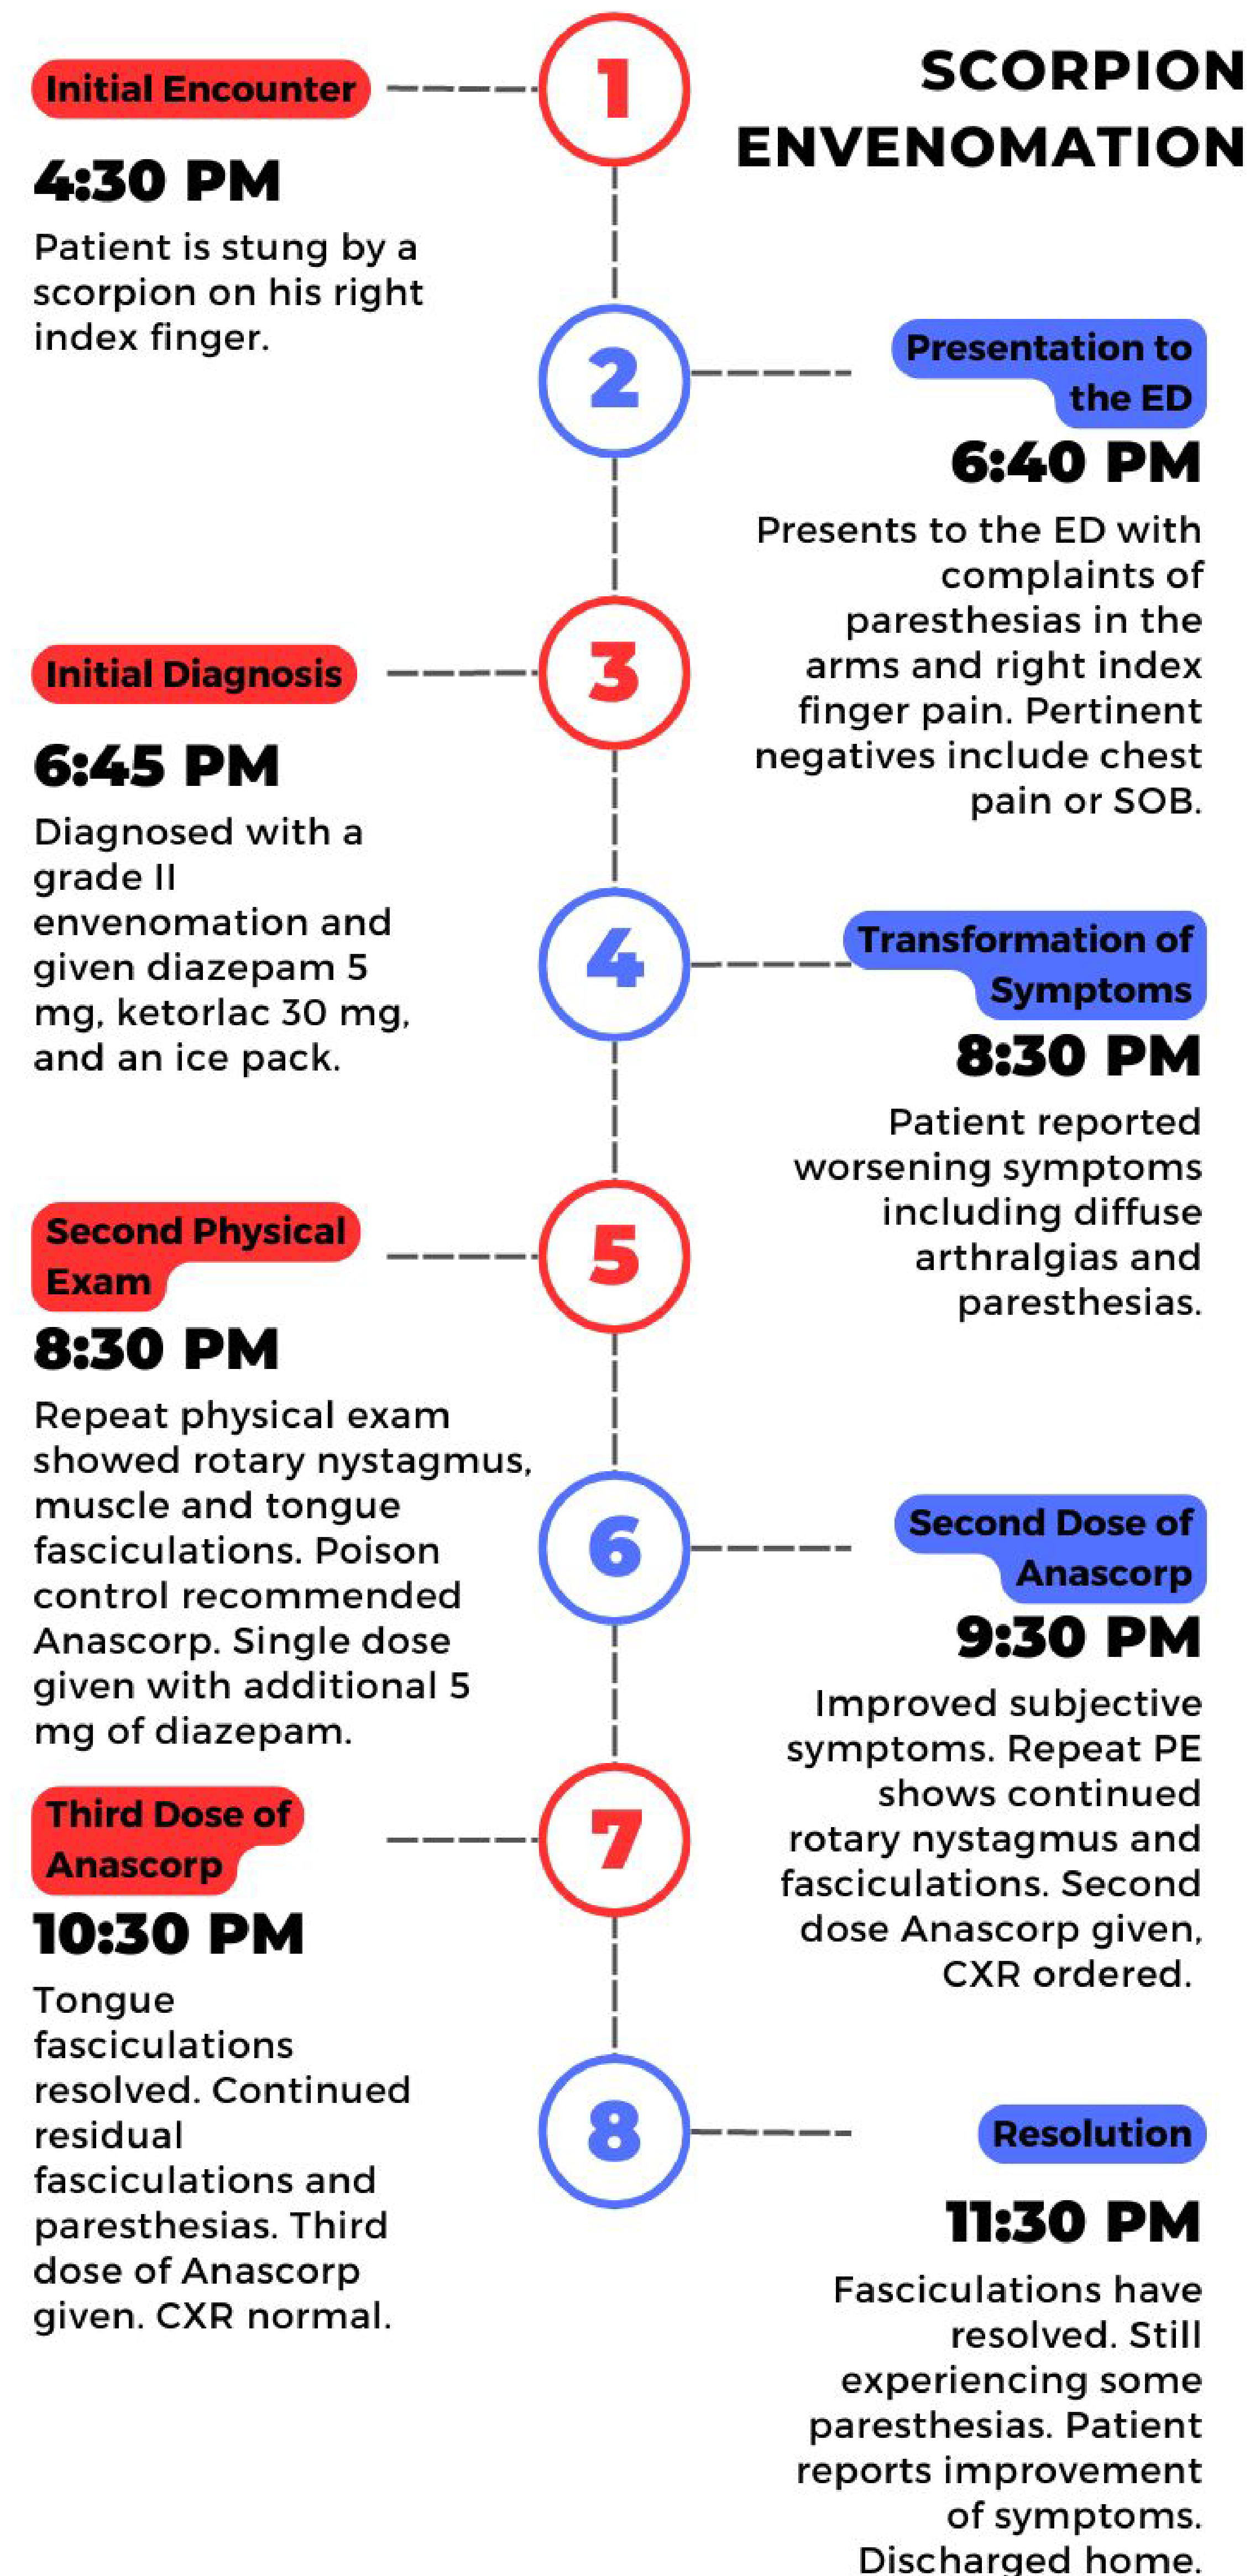 SCORPION
ENVENOMATION
1
Initial Encounter
4:30 PM
Patient is stung by a
scorpion on his right
index finger.
2
Presentation to
the ED
6:40 PM
Presents to the ED with
complaints of
paresthesias in the
arms and right index
finger pain. Pertinent
negatives include chest
pain or SOB.
3
Initial Diagnosis
6:45 PM
Diagnosed with a
grade II
envenomation and
given diazepam 5
mg, ketorlac 30 mg,
and an ice pack.
4
Transformation of
Symptoms
8:30 PM
Patient reported
worsening symptoms
including diffuse
arthralgias and
paresthesias.
5
Second Physical
Exam
8:30 PM
Repeat physical exam
showed rotary nystagmus,
muscle and tongue
fasciculations. Poison
control recommended
Anascorp. Single dose
given with additional 5
mg of diazepam.
6
Second Dose of
Anascorp
9:30 PM
Improved subjective
symptoms. Repeat PE
shows continued
rotary nystagmus and
fasciculations. Second
dose Anascorp given,
CXR ordered.
7
Third Dose of
Anascorp
10:30 PM
Tongue
fasciculations
resolved. Continued
residual
fasciculations and
paresthesias. Third
dose of Anascorp
given. CXR normal.
8
Resolution
11:30 PM
Fasciculations have
resolved. Still
experiencing some
paresthesias. Patient
reports improvement
of symptoms.
Discharged home.